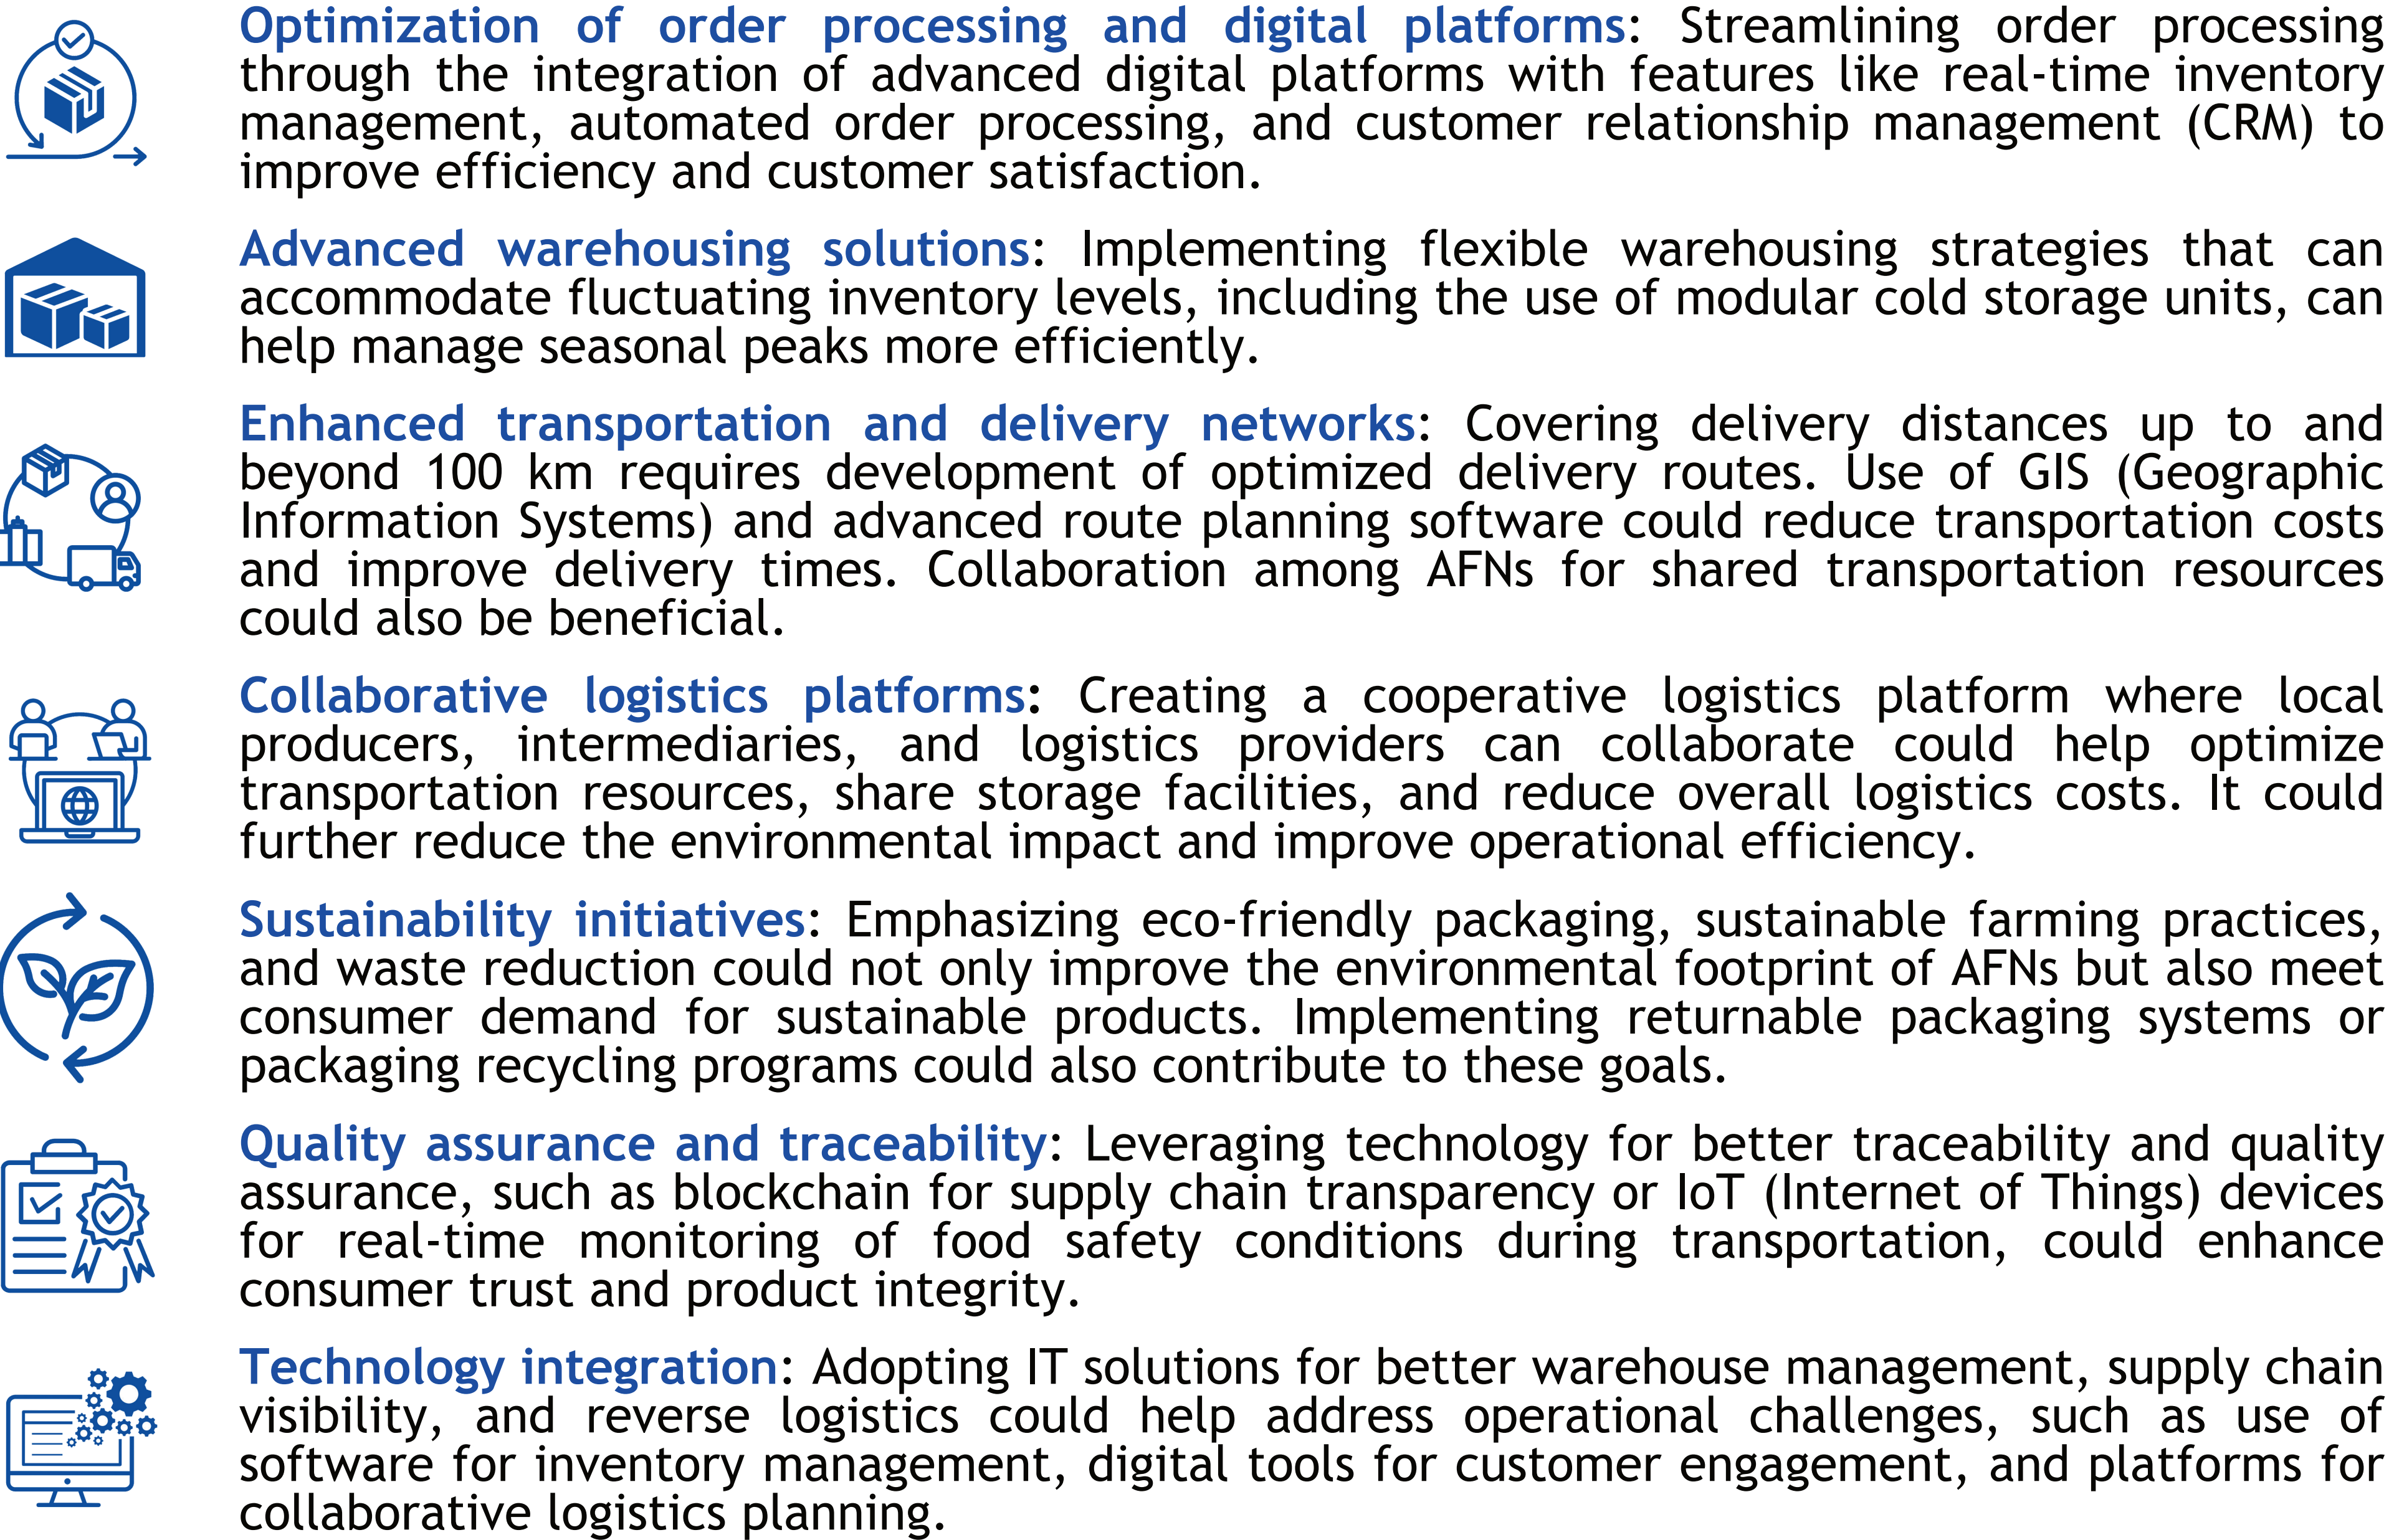 Optimization of order processing and digital platforms: Streamlining order processing
through the integration of advanced digital platforms with features like real-time inventory
management, automated order processing, and customer relationship management (CRM) to
improve efficiency and customer satisfaction.
Advanced warehousing solutions: Implementing flexible warehousing strategies that can
accommodate fluctuating inventory levels, including the use of modular cold storage units, can
help manage seasonal peaks more efficiently.
Enhanced transportation and delivery networks: Covering delivery distances up to and
beyond 100 km requires development of optimized delivery routes. Use of GIS (Geographic
Information Systems) and advanced route planning software could reduce transportation costs
and improve delivery times. Collaboration among AFNs for shared transportation resources
could also be beneficial.
Collaborative logistics platforms: Creating a cooperative logistics platform where local
producers, intermediaries, and logistics providers can collaborate could help optimize
transportation resources, share storage facilities, and reduce overall logistics costs. It could
further reduce the environmental impact and improve operational efficiency.
Sustainability initiatives: Emphasizing eco-friendly packaging, sustainable farming practices,
and waste reduction could not only improve the environmental footprint of AFNs but also meet
consumer demand for sustainable products. Implementing returnable packaging systems or
packaging recycling programs could also contribute to these goals.
Quality assurance and traceability: Leveraging technology for better traceability and quality
assurance, such as blockchain for supply chain transparency or IoT (Internet of Things) devices
for real-time monitoring of food safety conditions during transportation, could enhance
consumer trust and product integrity.
Technology integration: Adopting IT solutions for better warehouse management, supply chain
visibility, and reverse logistics could help address operational challenges, such as use of
software for inventory management, digital tools for customer engagement, and platforms for
collaborative logistics planning.